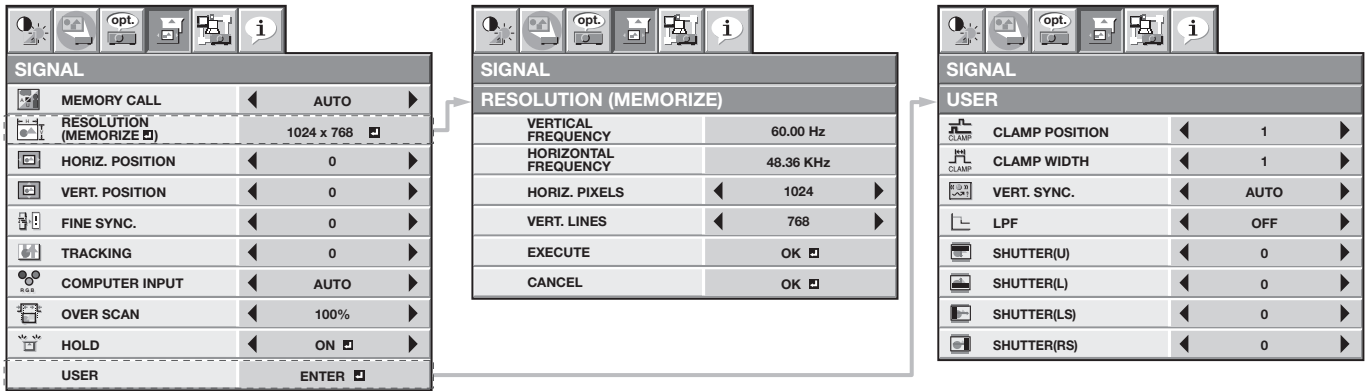 opt.
i
SIGNAL
MEMORY CALL AUTO
RESOLUTION
(MEMORIZE ) 1024 x 768
HORIZ. POSITION 0
VERT. POSITION 0
FINE SYNC. 0
TRACKING 0
R G B
COMPUTER INPUT AUTO
OVER SCAN 100%
HOLD ON
USER ENTER
opt.
i
SIGNAL
RESOLUTION (MEMORIZE)
VERTICAL
FREQUENCY 60.00 Hz
HORIZONTAL
FREQUENCY 48.36 KHz
HORIZ. PIXELS 1024
VERT. LINES 768
EXECUTE OK
CANCEL OK
opt.
i
SIGNAL
USER
CLAMP
CLAMP POSITION 1
CLAMP
CLAMP WIDTH 1
VERT. SYNC. AUTO
LPF OFF
SHUTTER(U) 0
SHUTTER(L) 0
SHUTTER(LS) 0
SHUTTER(RS) 0